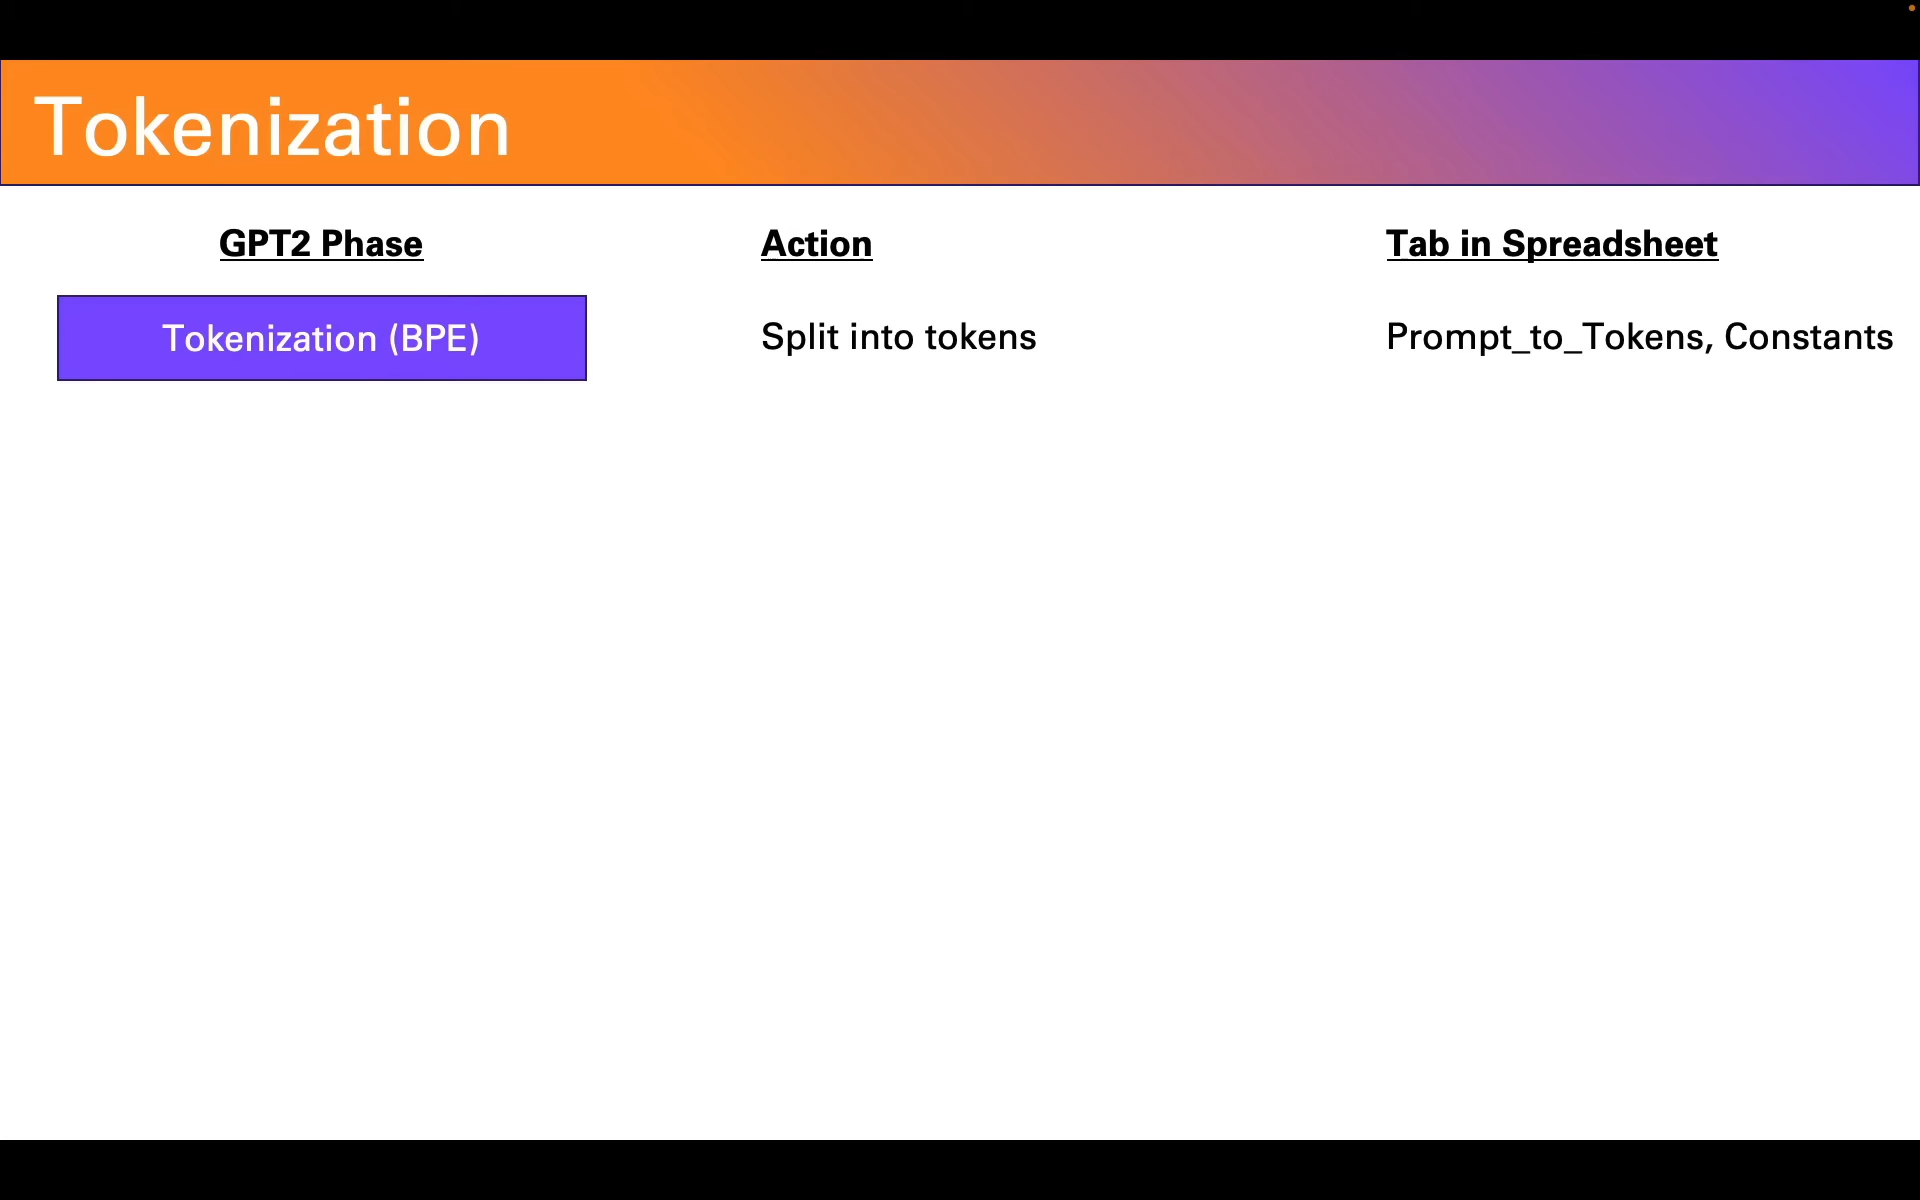 Tokenization
GPT2 Phase
Action
Tab in Spreadsheet
Tokenization (BPE)
Split into tokens
Prompt_to_Tokens, Constants